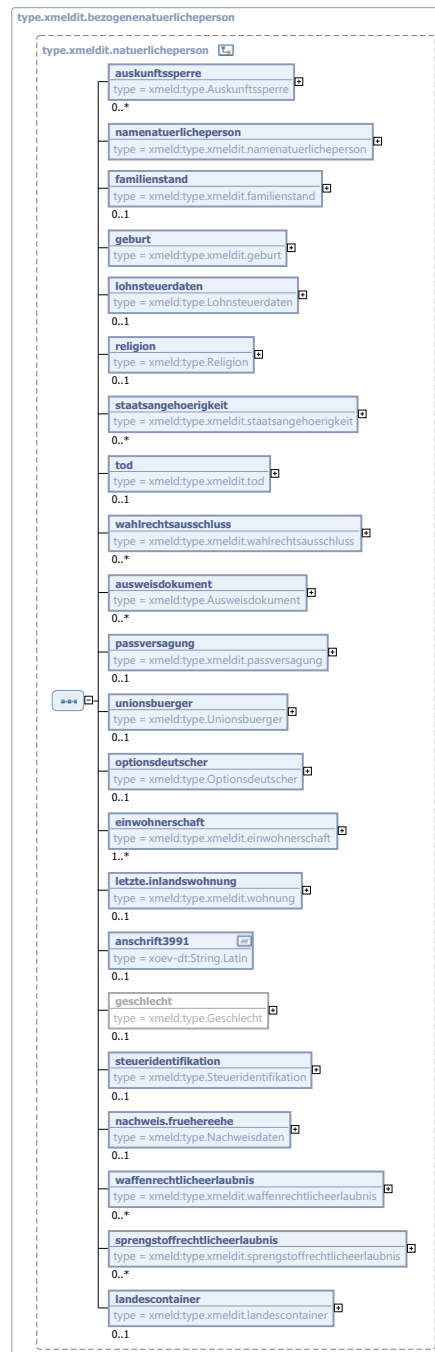 type.xmeldit.bezogenenatuerlicheperson
type.xmeldit.natuerlicheperson
auskunftssperre
type = xmeld:type.Auskunftssperre
0..*
namenatuerlicheperson
type = xmeld:type.xmeldit.namenatuerlicheperson
familienstand
type = xmeld:type.xmeldit.familienstand
0..1
geburt
type = xmeld:type.xmeldit.geburt
lohnsteuerdaten
type = xmeld:type.Lohnsteuerdaten
0..1
religion
type = xmeld:type.Religion
0..1
staatsangehoerigkeit
type = xmeld:type.xmeldit.staatsangehoerigkeit
0..*
tod
type = xmeld:type.xmeldit.tod
0..1
wahlrechtsausschluss
type = xmeld:type.xmeldit.wahlrechtsausschluss
0..*
ausweisdokument
type = xmeld:type.Ausweisdokument
0..*
passversagung
type = xmeld:type.xmeldit.passversagung
0..1
unionsbuerger
type = xmeld:type.Unionsbuerger
0..1
optionsdeutscher
type = xmeld:type.Optionsdeutscher
0..1
einwohnerschaft
type = xmeld:type.xmeldit.einwohnerschaft
1..*
letzte.inlandswohnung
type = xmeld:type.xmeldit.wohnung
0..1
anschrift3991
type = xoev-dt:String.Latin
0..1
geschlecht
type = xmeld:type.Geschlecht
0..1
steueridentifikation
type = xmeld:type.Steueridentifikation
0..1
nachweis.fruehereehe
type = xmeld:type.Nachweisdaten
0..1
waffenrechtlicheerlaubnis
type = xmeld:type.xmeldit.waffenrechtlicheerlaubnis
0..*
sprengstoffrechtlicheerlaubnis
type = xmeld:type.xmeldit.sprengstoffrechtlicheerlaubnis
0..*
landescontainer
type = xmeld:type.xmeldit.landescontainer
0..1